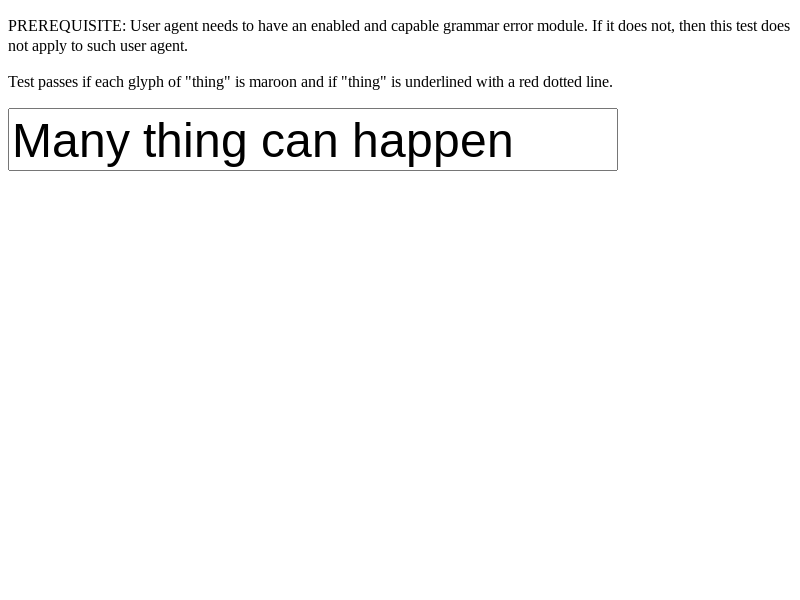 PREREQUISITE: User agent needs to have an enabled and capable grammar error module. If it does not, then this test does
not apply to such user agent.
Test passes if each glyph of "thing" is maroon and if "thing" is underlined with a red dotted line.
Many thing can happen